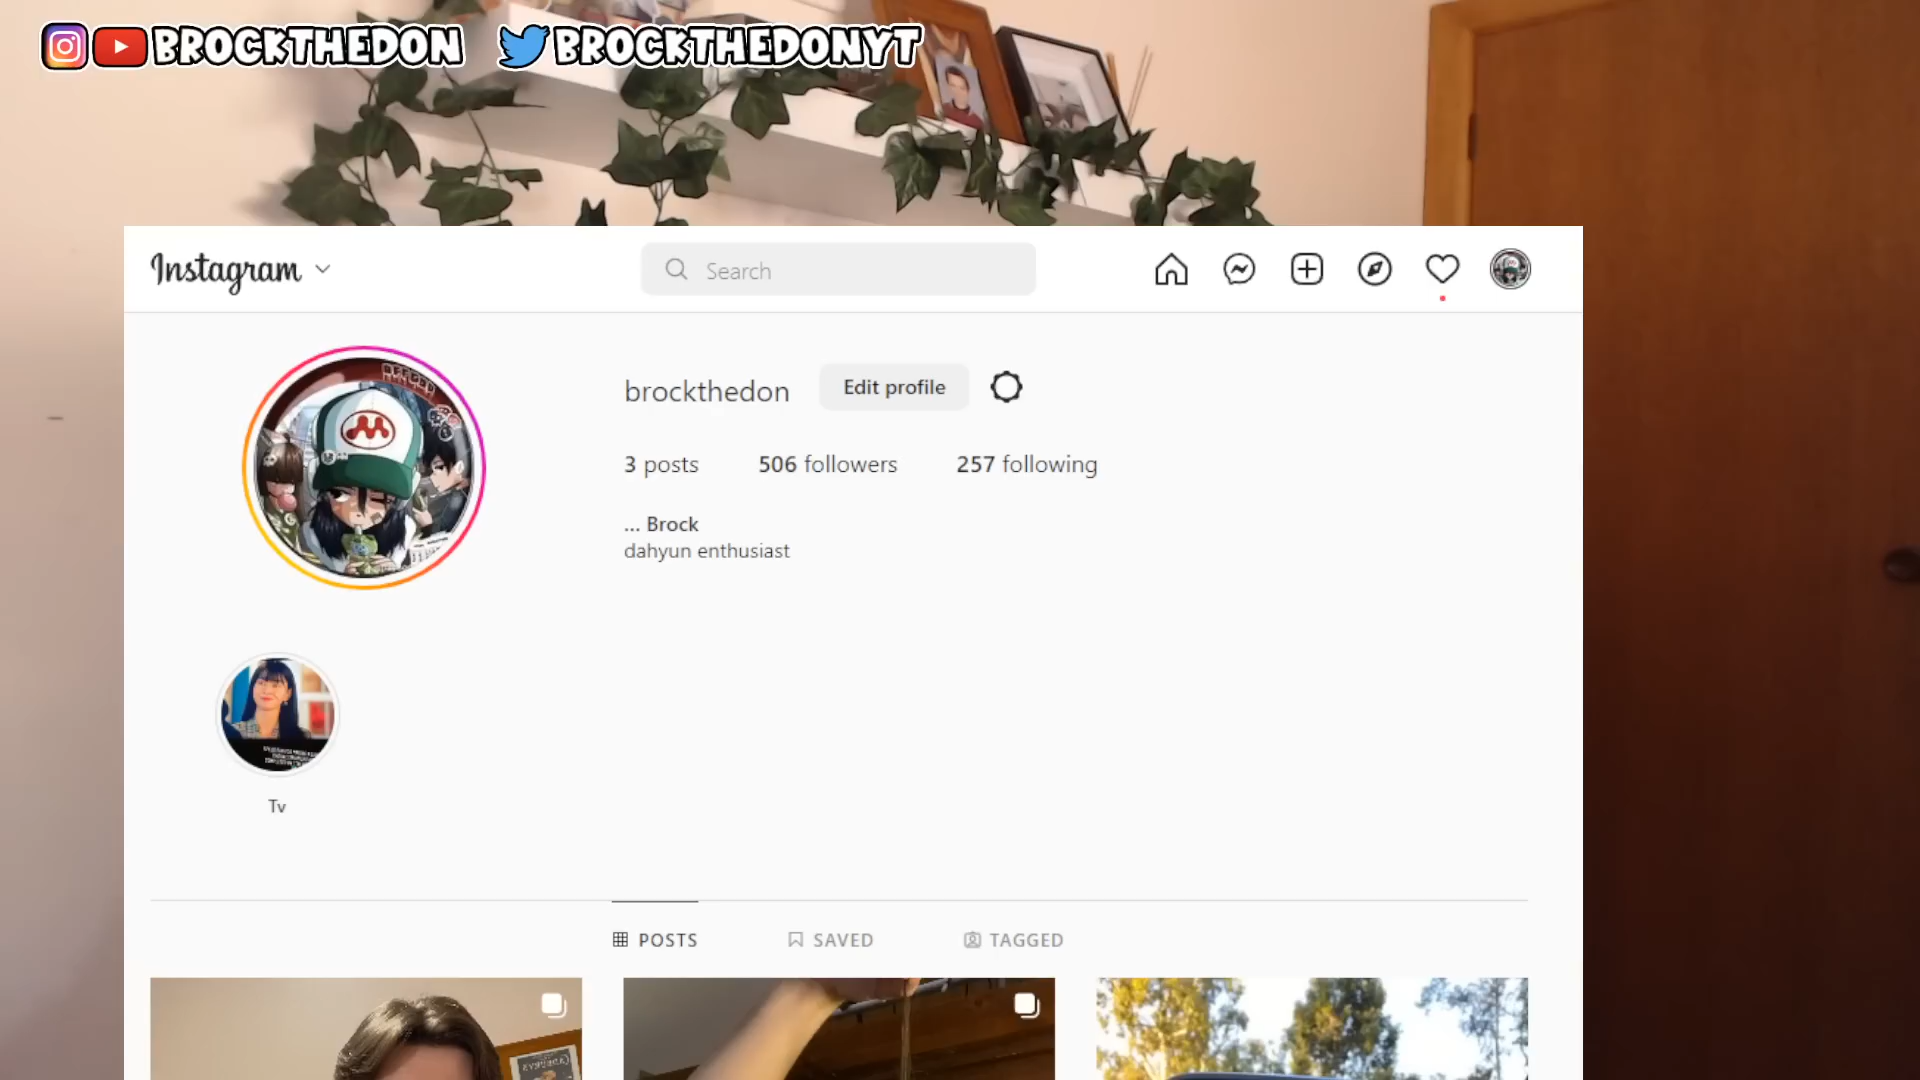 BROCKTHEDON BROCKTHEDONYT
Instagram
Search
brockthedon Edit profile
3 posts 506 followers 257 following
... Brock
dahyun enthusiast
Tv
POSTS SAVED TAGGED